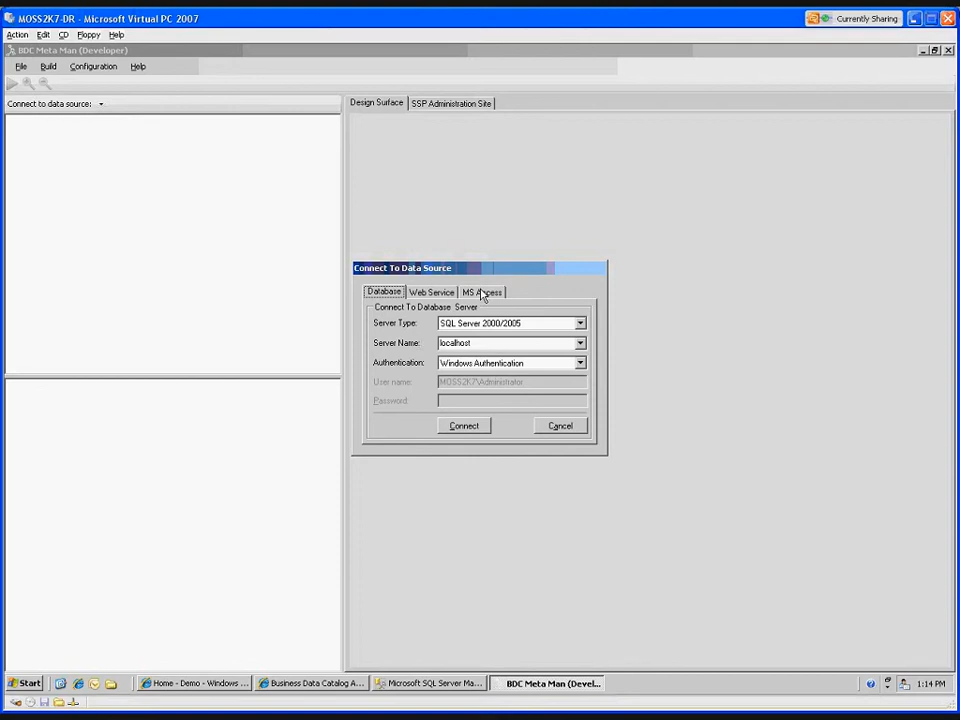 MOSS2K7-DR - Microsoft Virtual PC 2007
Currently Sharing
Action Edit CD Floppy Help
BDC Meta Man (Developer)
File Build Configuration Help
Connect to data source:
Design Surface SSP Administration Site
Connect To Data Source
Database Web Service MS Access
Connect To Database Server
Server Type: SQL Server 2000/2005
Server Name: localhost
Authentication: Windows Authentication
User name: MOSS2K7\Administrator
Password:
Connect Cancel
Start Home - Demo - Windows ... Business Data Catalog A... Microsoft SQL Server Ma... BDC Meta Man (Devel... 1:14 PM